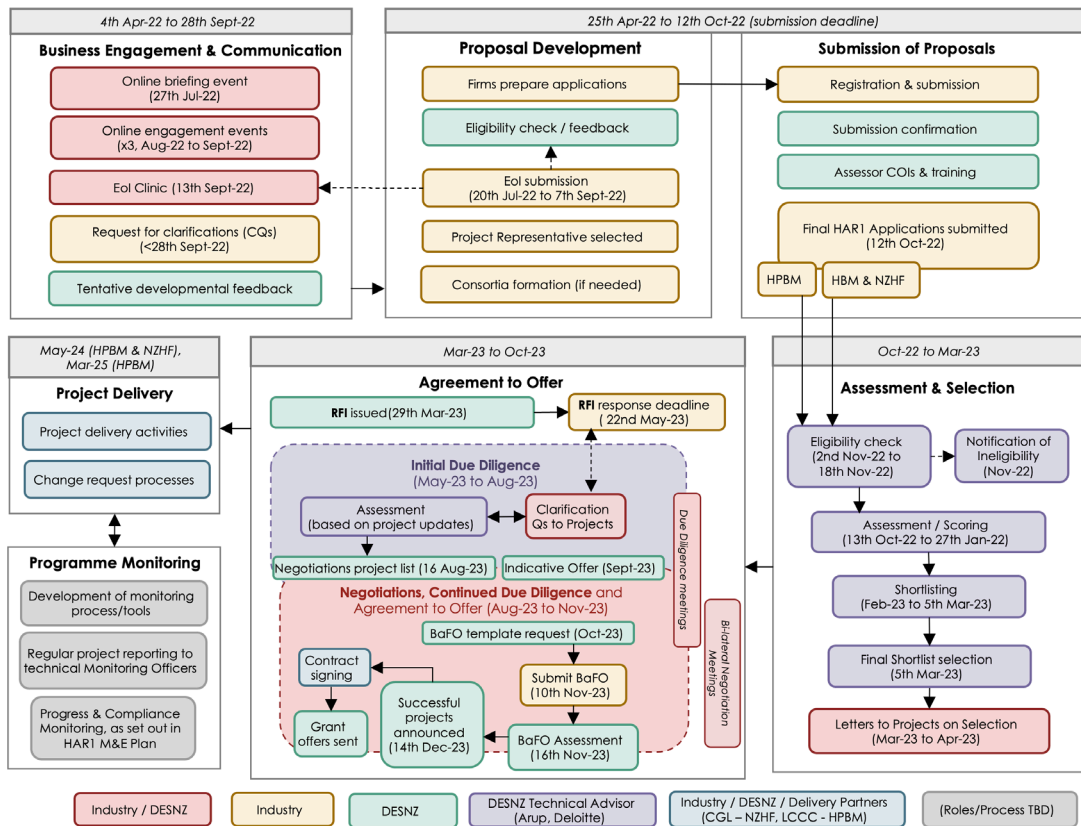 4th Apr-22 to 28th Sept-22
Business Engagement & Communication
Online briefing event
(27th Jul-22)
Online engagement events
(x3, Aug-22 to Sept-22)
EoI Clinic (13th Sept-22)
Request for clarifications (CQs)
(<28th Sept-22)
Tentative developmental feedback
25th Apr-22 to 12th Oct-22 (submission deadline)
Proposal Development
Firms prepare applications
Eligibility check / feedback
EoI submission
(20th Jul-22 to 7th Sept-22)
Project Representative selected
Consortia formation (if needed)
Submission of Proposals
Registration & submission
Submission confirmation
Assessor COIs & training
Final HAR1 Applications submitted
(12th Oct-22)
HPBM
HBM & NZHF
May-24 (HPBM & NZHF),
Mar-25 (HPBM)
Project Delivery
Project delivery activities
Change request processes
Programme Monitoring
Development of monitoring
process/tools
Regular project reporting to
technical Monitoring Officers
Progress & Compliance
Monitoring, as set out in
HAR1 M&E Plan
Mar-23 to Oct-23
Agreement to Offer
RFI issued(29th Mar-23)
RFI response deadline
( 22nd May-23)
Initial Due Diligence
(May-23 to Aug-23)
Assessment
(based on project updates)
Clarification
Qs to Projects
Negotiations project list (16 Aug-23)
Indicative Offer (Sept-23)
Negotiations, Continued Due Diligence and
Agreement to Offer (Aug-23 to Nov-23)
BaFO template request (Oct-23)
Contract
signing
Submit BaFO
(10th Nov-23)
Successful
projects
announced
(14th Dec-23)
Grant
offers sent
BaFO Assessment
(16th Nov-23)
Due Diligence meetings
Bi-lateral Negotiation
Meetings
Oct-22 to Mar-23
Assessment & Selection
Eligibility check
(2nd Nov-22 to
18th Nov-22)
Notification of
Ineligibility
(Nov-22)
Assessment / Scoring
(13th Oct-22 to 27th Jan-22)
Shortlisting
(Feb-23 to 5th Mar-23)
Final Shortlist selection
(5th Mar-23)
Letters to Projects on Selection
(Mar-23 to Apr-23)
Industry / DESNZ
Industry
DESNZ
DESNZ Technical Advisor
(Arup, Deloitte)
Industry / DESNZ / Delivery Partners
(CGL – NZHF, LCCC - HPBM)
(Roles/Process TBD)